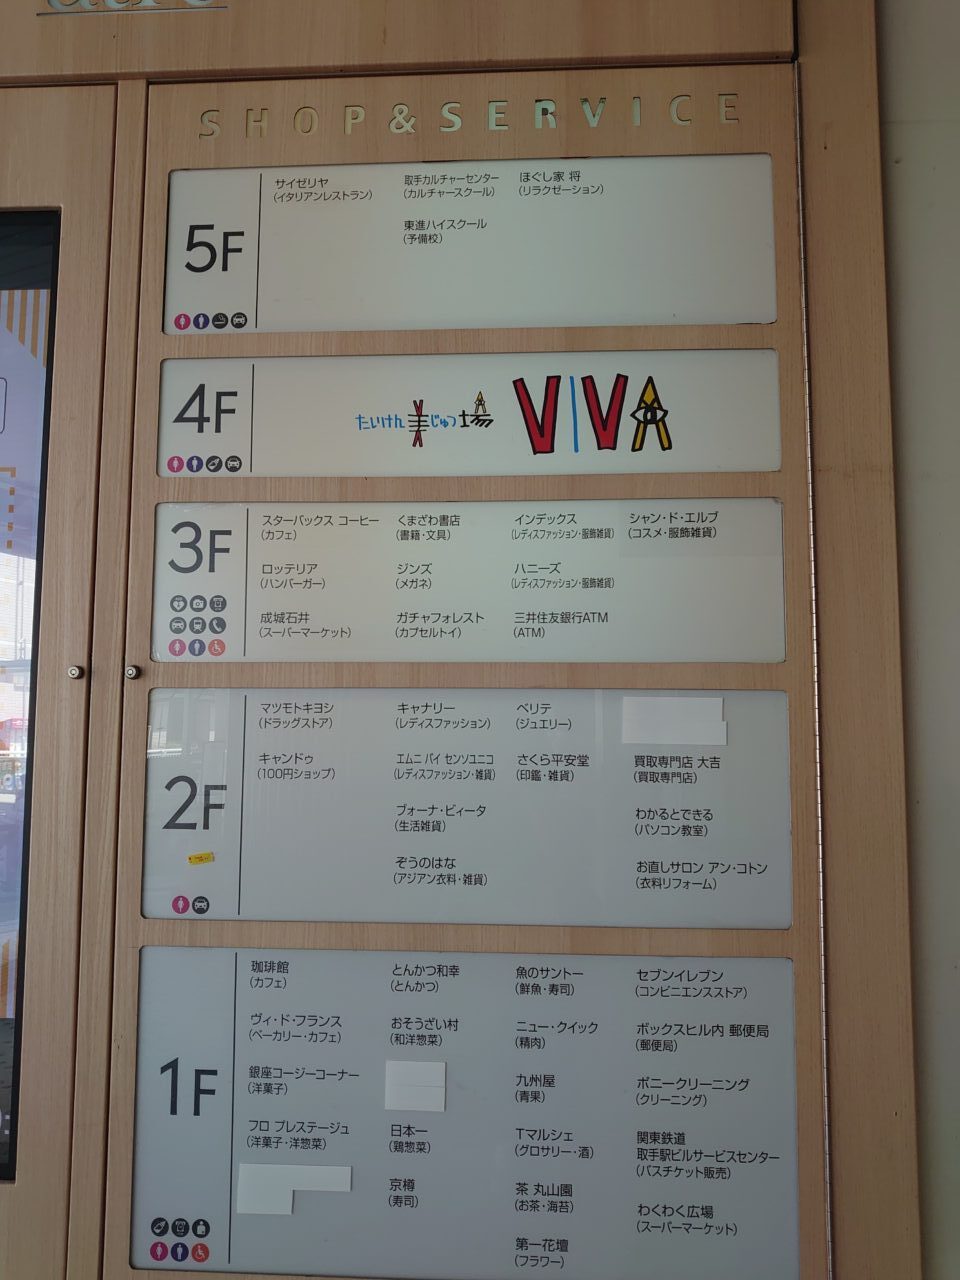 SHOP&SERVICE
5F
サイゼリヤ
(イタリアンレストラン)
取手カルチャーセンター
(カルチャースクール)
東進ハイスクール
(予備校)
ほぐし家 将
(リラクゼーション)
4F
たいけん美じゅつ場 VIVA
3F
スターバックス コーヒー
(カフェ)
ロッテリア
(ハンバーガー)
成城石井
(スーパーマーケット)
くまざわ書店
(書籍・文具)
ジンズ
(メガネ)
ガチャフォレスト
(カプセルトイ)
インデックス
(レディスファッション・服飾雑貨)
ハニーズ
(レディスファッション・服飾雑貨)
三井住友銀行ATM
(ATM)
シャン・ド・エルブ
(コスメ・服飾雑貨)
2F
マツモトキヨシ
(ドラッグストア)
キャンドゥ
(100円ショップ)
キャナリー
(レディスファッション)
エムニ バイ センソユニコ
(レディスファッション・雑貨)
ブォーナ・ビィータ
(生活雑貨)
ぞうのはな
(アジアン衣料・雑貨)
ベリテ
(ジュエリー)
さくら平安堂
(印鑑・雑貨)
買取専門店 大吉
(買取専門店)
わかるとできる
(パソコン教室)
お直しサロン アン・コトン
(衣料リフォーム)
1F
珈琲館
(カフェ)
ヴィ・ド・フランス
(ベーカリー・カフェ)
銀座コージーコーナー
(洋菓子)
フロ プレステージュ
(洋菓子・洋惣菜)
とんかつ和幸
(とんかつ)
おそうざい村
(和洋惣菜)
日本一
(鶏惣菜)
京樽
(寿司)
魚のサントー
(鮮魚・寿司)
ニュー・クイック
(精肉)
九州屋
(青果)
Tマルシェ
(グロサリー・酒)
茶 丸山園
(お茶・海苔)
第一花壇
(フラワー)
セブンイレブン
(コンビニエンスストア)
ボックスヒル内 郵便局
(郵便局)
ポニークリーニング
(クリーニング)
関東鉄道
取手駅ビルサービスセンター
(バスチケット販売)
わくわく広場
(スーパーマーケット)